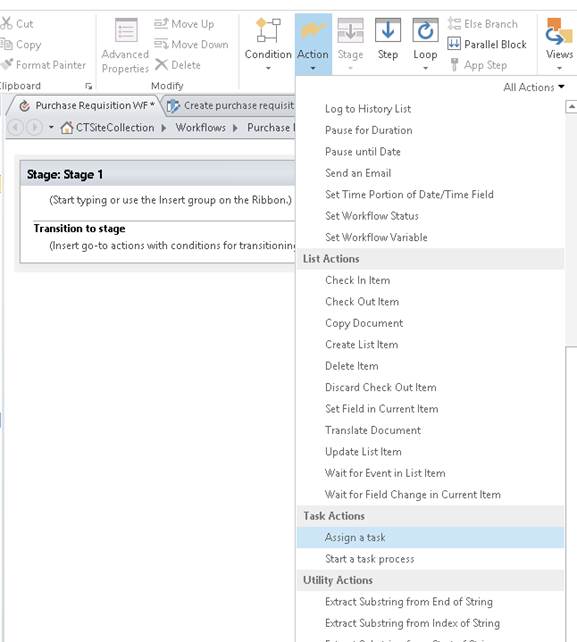 Cut
Copy
Format Painter
Clipboard
Advanced
Properties
Move Up
Move Down
Delete
Modify
Condition
Action
Stage
Step
Loop
Else Branch
Parallel Block
App Step
Views
All Actions
Purchase Requisition WF *
Create purchase requisit
CTSiteCollection
Workflows
Purchase
Stage: Stage 1
(Start typing or use the Insert group on the Ribbon.)
Transition to stage
(Insert go-to actions with conditions for transitioning
Log to History List
Pause for Duration
Pause until Date
Send an Email
Set Time Portion of Date/Time Field
Set Workflow Status
Set Workflow Variable
List Actions
Check In Item
Check Out Item
Copy Document
Create List Item
Delete Item
Discard Check Out Item
Set Field in Current Item
Translate Document
Update List Item
Wait for Event in List Item
Wait for Field Change in Current Item
Task Actions
Assign a task
Start a task process
Utility Actions
Extract Substring from End of String
Extract Substring from Index of String